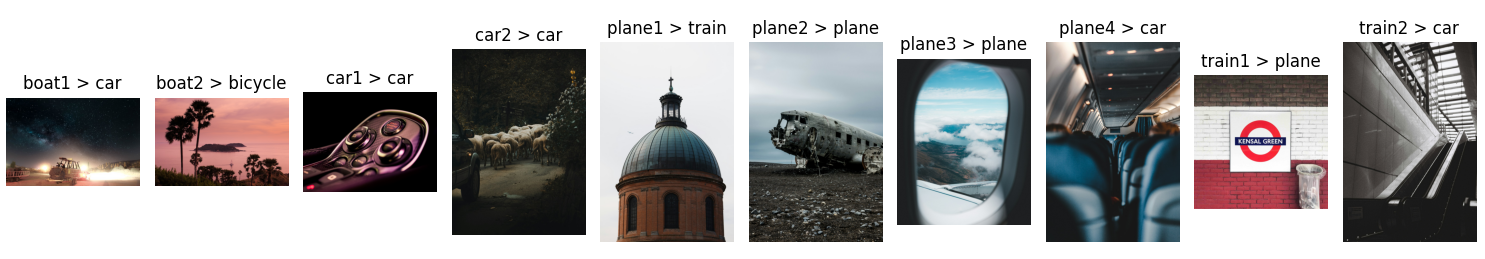 boat1 > car
boat2 > bicycle
car1 > car
car2 > car
plane1 > train
plane2 > plane
plane3 > plane
plane4 > car
train1 > plane
train2 > car
KENSAL GREEN